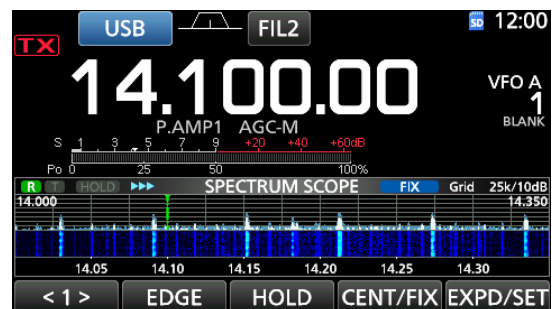 USB FIL2 SD 12:00
TX
14.100.00 VFO A
1
P.AMP1 AGC-M BLANK
S 1 3 5 7 9 +20 +40 +60dB
Po 0 25 50 100%
R T HOLD SPECTRUM SCOPE FIX Grid 25k/10dB
14.000 14.350
14.05 14.10 14.15 14.20 14.25 14.30
< 1 > EDGE HOLD CENT/FIX EXPD/SET